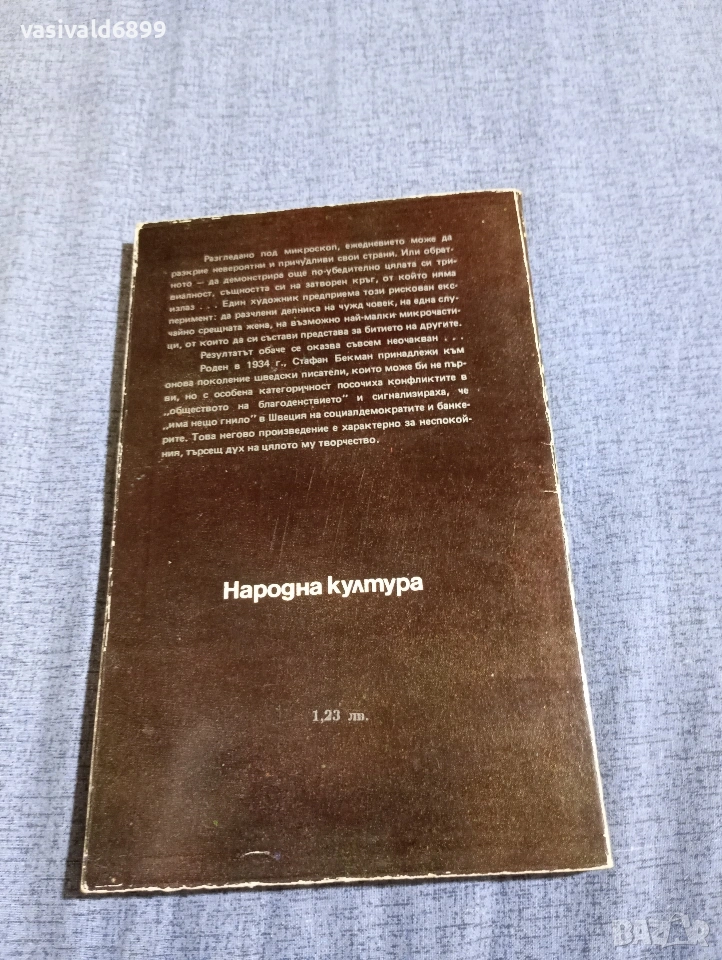 vasivald6899
Разгледано под микроскоп, ежедневието може да
разкрие невероятни и причудливи свои страни. Или обрат-
ното — да демонстрира още по-убедително цялата си три-
виалност, същността си на затворен кръг, от който няма
излаз . . . Един художник предприема този рискован екс-
перимент: да разчлени делника на чужд човек, на една слу-
чайно срещната жена, на възможно най-малки микрочасти-
ци, от които да си състави представа за битието на другите.
Резултатът обаче се оказва съвсем неочакван . . .
Роден в 1934 г., Стафан Бекман принадлежи към
онова поколение шведски писатели, които може би не пър-
ви, но с особена категоричност посочиха конфликтите в
„обществото на благоденствието" и сигнализираха, че
„има нещо гнило" в Швеция на социалдемократите и банке-
рите. Това негово произведение е характерно за неспокой-
ния, търсещ дух на цялото му творчество.
Народна култура
1,23 лв.
BAZAR